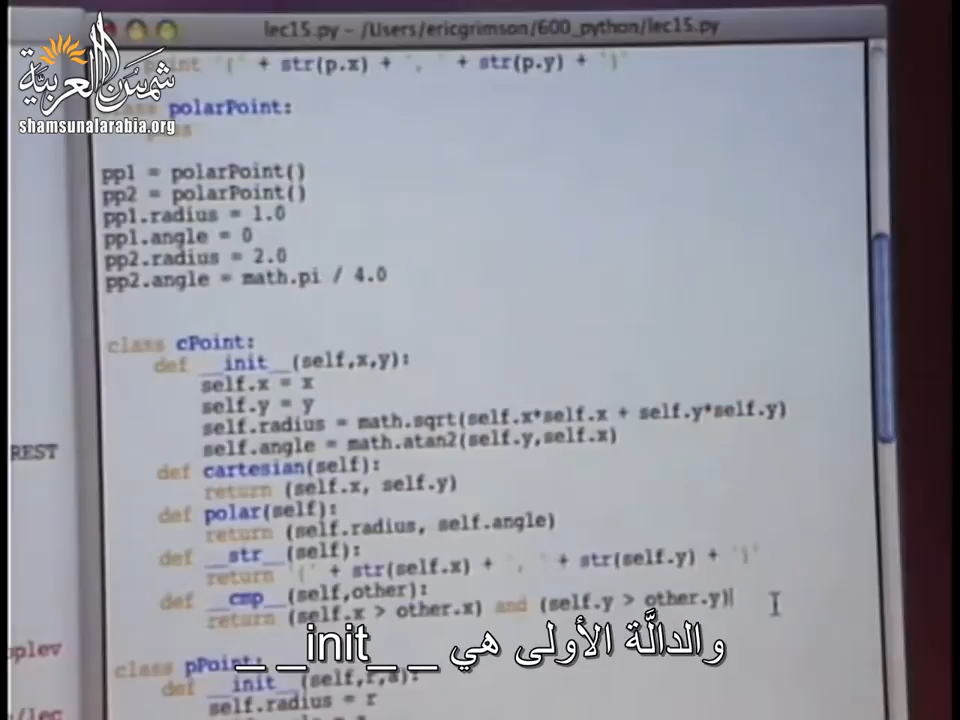 lec15.py - /Users/ericgrimson/600_python/lec15.py
شمس العربية
shamsunalarabia.org
print '(' + str(p.x) + ', ' + str(p.y) + ')'
class polarPoint:
pass
pp1 = polarPoint()
pp2 = polarPoint()
pp1.radius = 1.0
pp1.angle = 0
pp2.radius = 2.0
pp2.angle = math.pi / 4.0
class cPoint:
def __init__(self,x,y):
self.x = x
self.y = y
self.radius = math.sqrt(self.x*self.x + self.y*self.y)
self.angle = math.atan2(self.y,self.x)
def cartesian(self):
REST
return (self.x, self.y)
def polar(self):
return (self.radius, self.angle)
def __str__(self):
return '(' + str(self.x) + ', ' + str(self.y) + ')'
def __cmp__(self,other):
return (self.x > other.x) and (self.y > other.y)
والدالَّة الأولى هي _ _init_ _
pplev
class pPoint:
def __init__(self,r,a):
self.radius = r
/lec